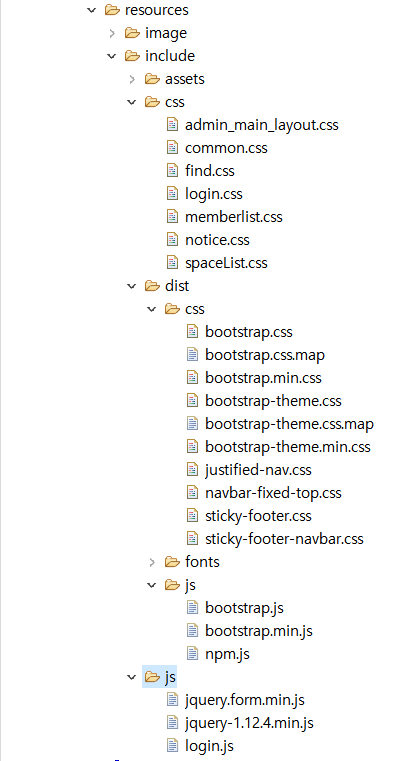 resources
image
include
assets
css
admin_main_layout.css
common.css
find.css
login.css
memberlist.css
notice.css
spaceList.css
dist
css
bootstrap.css
bootstrap.css.map
bootstrap.min.css
bootstrap-theme.css
bootstrap-theme.css.map
bootstrap-theme.min.css
justified-nav.css
navbar-fixed-top.css
sticky-footer.css
sticky-footer-navbar.css
fonts
js
bootstrap.js
bootstrap.min.js
npm.js
js
jquery.form.min.js
jquery-1.12.4.min.js
login.js